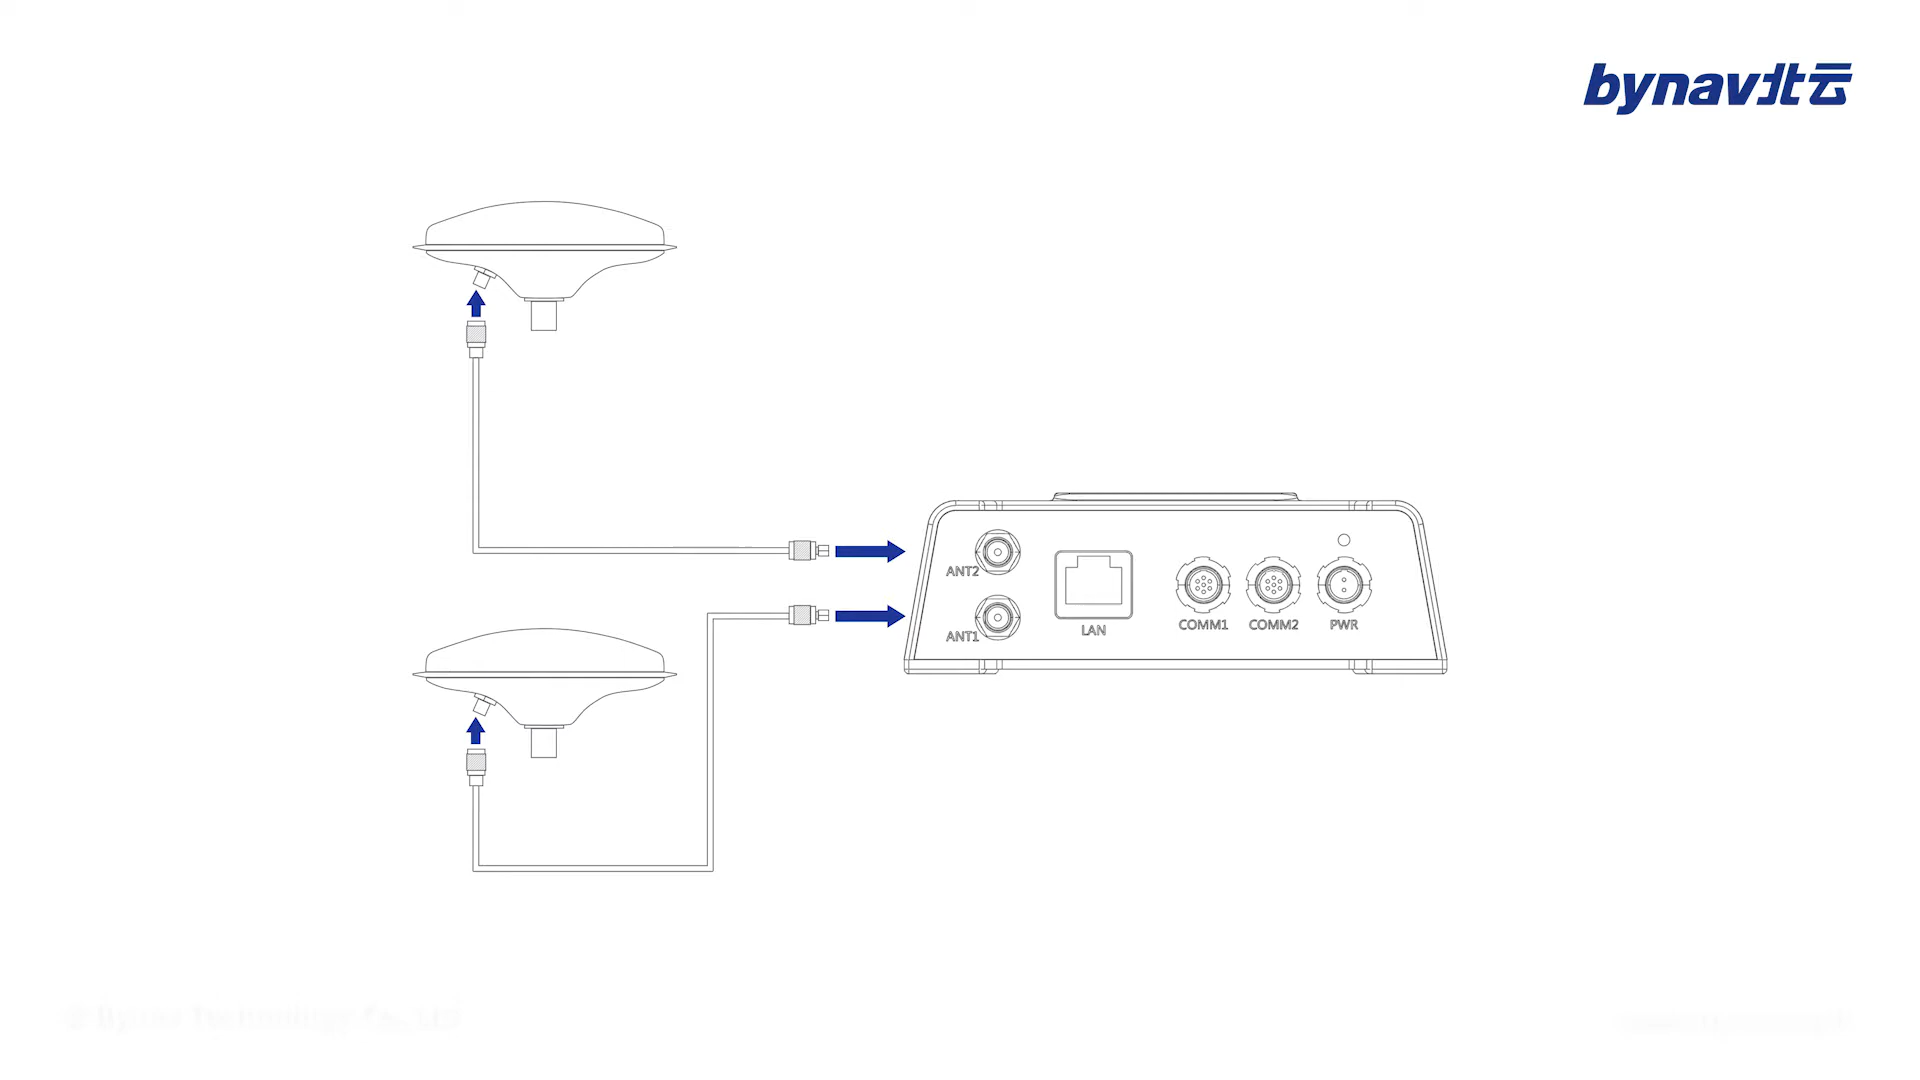 bynav北云
ANT2
ANT1
LAN
COMM1
COMM2
PWR